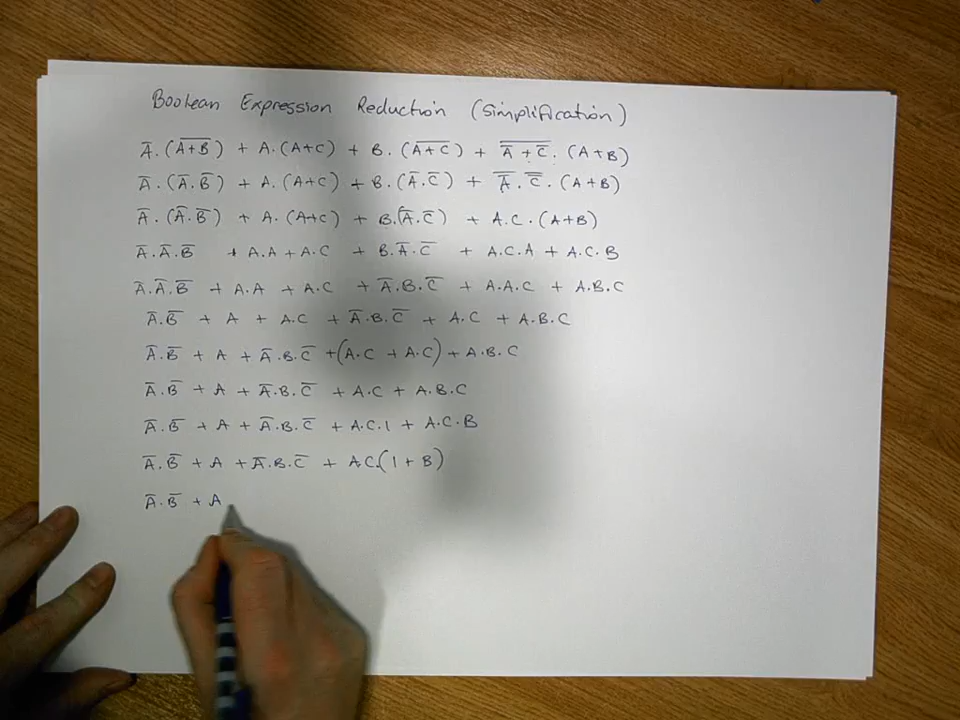 Boolean Expression Reduction (Simplification)
A̅.(A̅+̅B̅) + A.(A+C) + B.(A̅+̅C̅) + A̿ ̅+̅ C̿.(A+B)
A̅.(A̅.B̅) + A.(A+C) + B.(A̅.C̅) + A̿.C̿.(A+B)
A̅.(A̅.B̅) + A.(A+C) + B.(A̅.C̅) + A.C.(A+B)
A̅.A̅.B̅ + A.A + A.C + B.A̅.C̅ + A.C.A + A.C.B
A̅.A̅.B̅ + A.A + A.C + A̅.B.C̅ + A.A.C + A.B.C
A̅.B̅ + A + A.C + A̅.B.C̅ + A.C + A.B.C
A̅.B̅ + A + A̅.B.C̅ + (A.C + A.C) + A.B.C
A̅.B̅ + A + A̅.B.C̅ + A.C + A.B.C
A̅.B̅ + A + A̅.B.C̅ + A.C.1 + A.C.B
A̅.B̅ + A + A̅.B.C̅ + A.C.(1+B)
A̅.B̅ + A